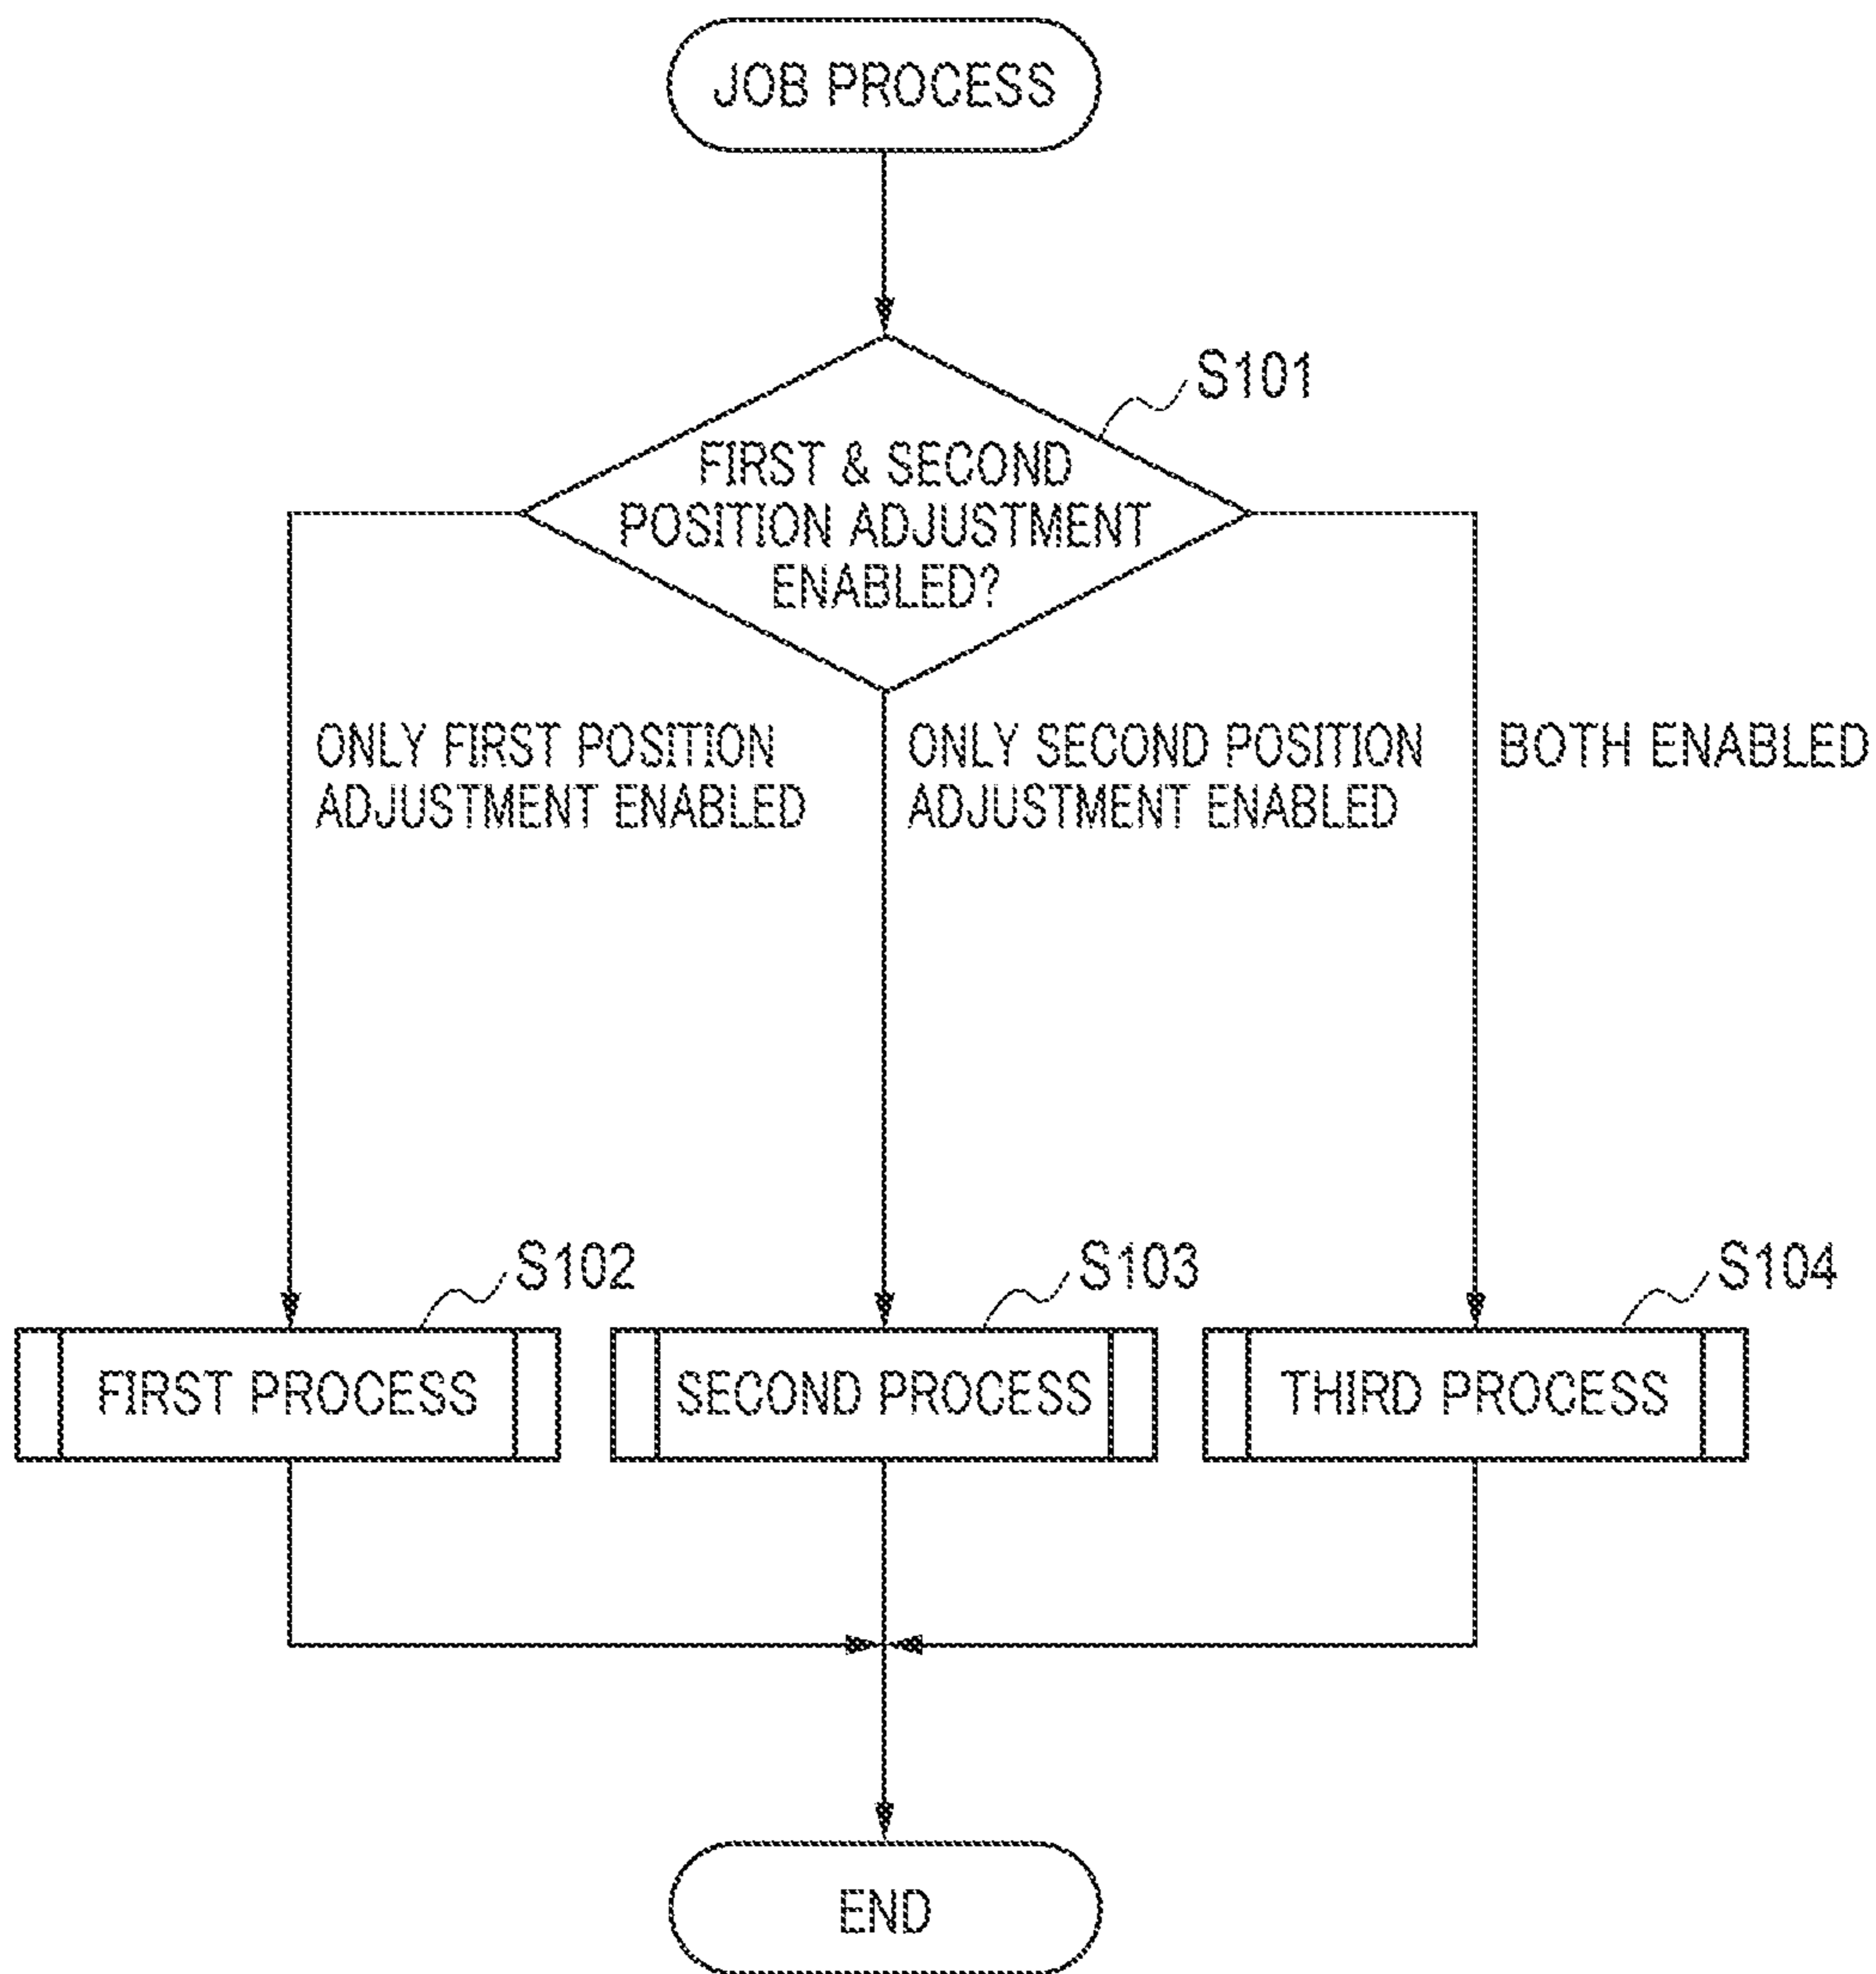 JOB PROCESS
S101
FIRST & SECOND
POSITION ADJUSTMENT
ENABLED?
ONLY FIRST POSITION
ADJUSTMENT ENABLED
ONLY SECOND POSITION
ADJUSTMENT ENABLED
BOTH ENABLED
S102
FIRST PROCESS
S103
SECOND PROCESS
S104
THIRD PROCESS
END